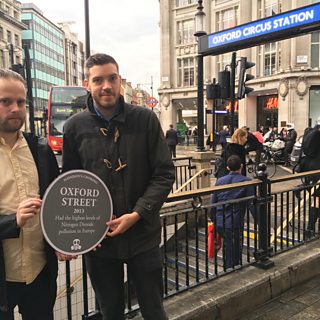 OXFORD CIRCUS STATION
H&M
OXFORD
STREET
2013
Had the highest levels of
Nitrogen Dioxide
pollution in Europe